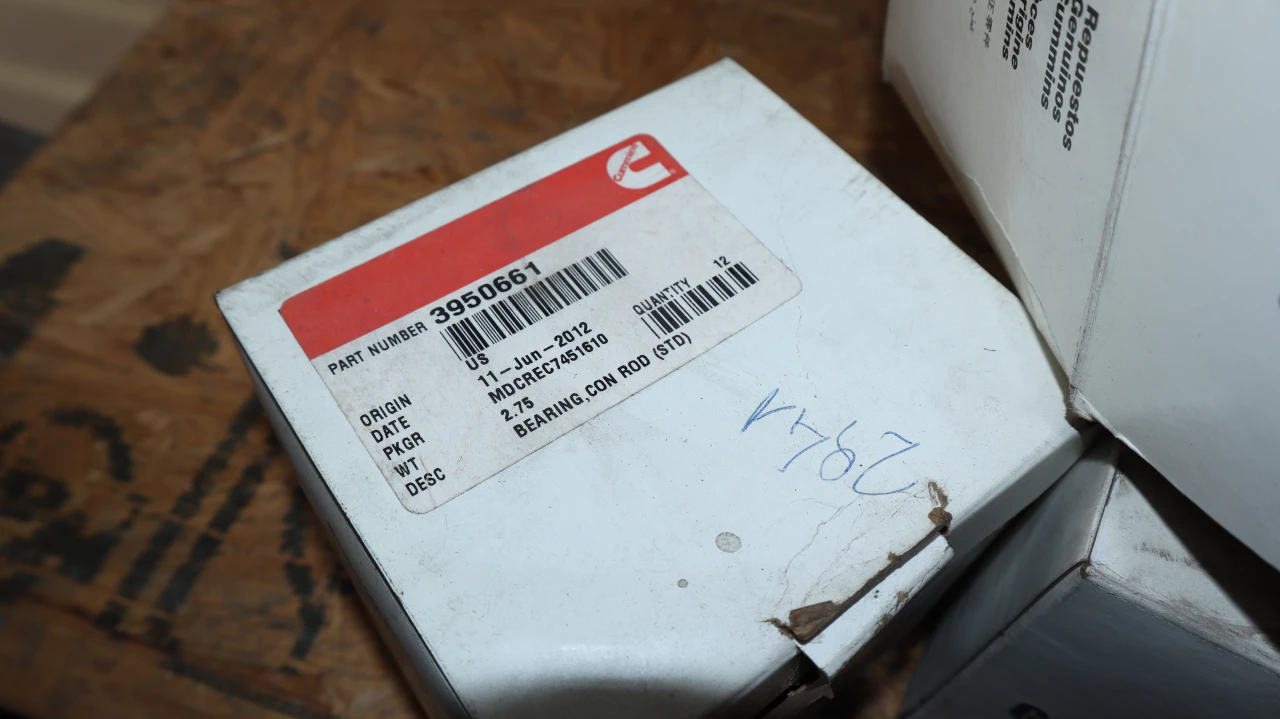 Cummins
PART NUMBER 3950661
QUANTITY 12
ORIGIN US
DATE 11-Jun-2012
PKGR MDCREC7451610
WT 2.75
DESC BEARING,CON ROD (STD)
Repuestos
Genuinos
Cummins